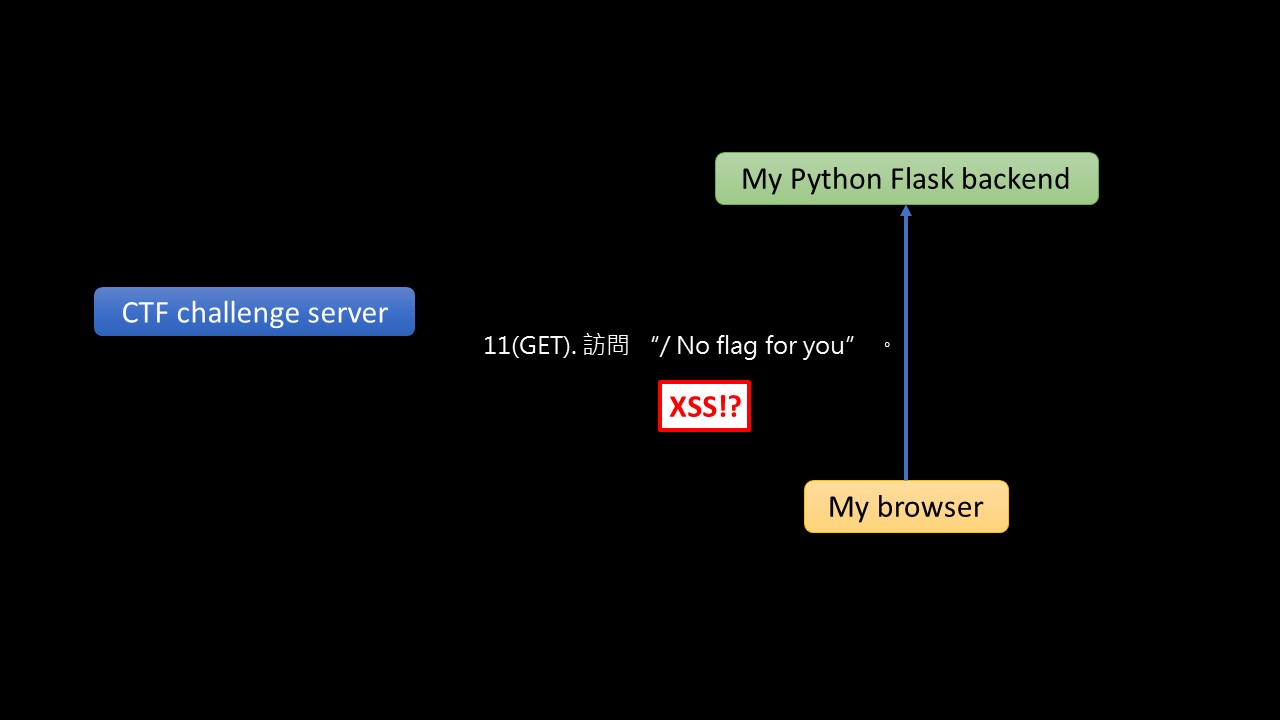 My Python Flask backend
CTF challenge server
11(GET). 訪問 “/ No flag for you” 。
XSS!?
My browser